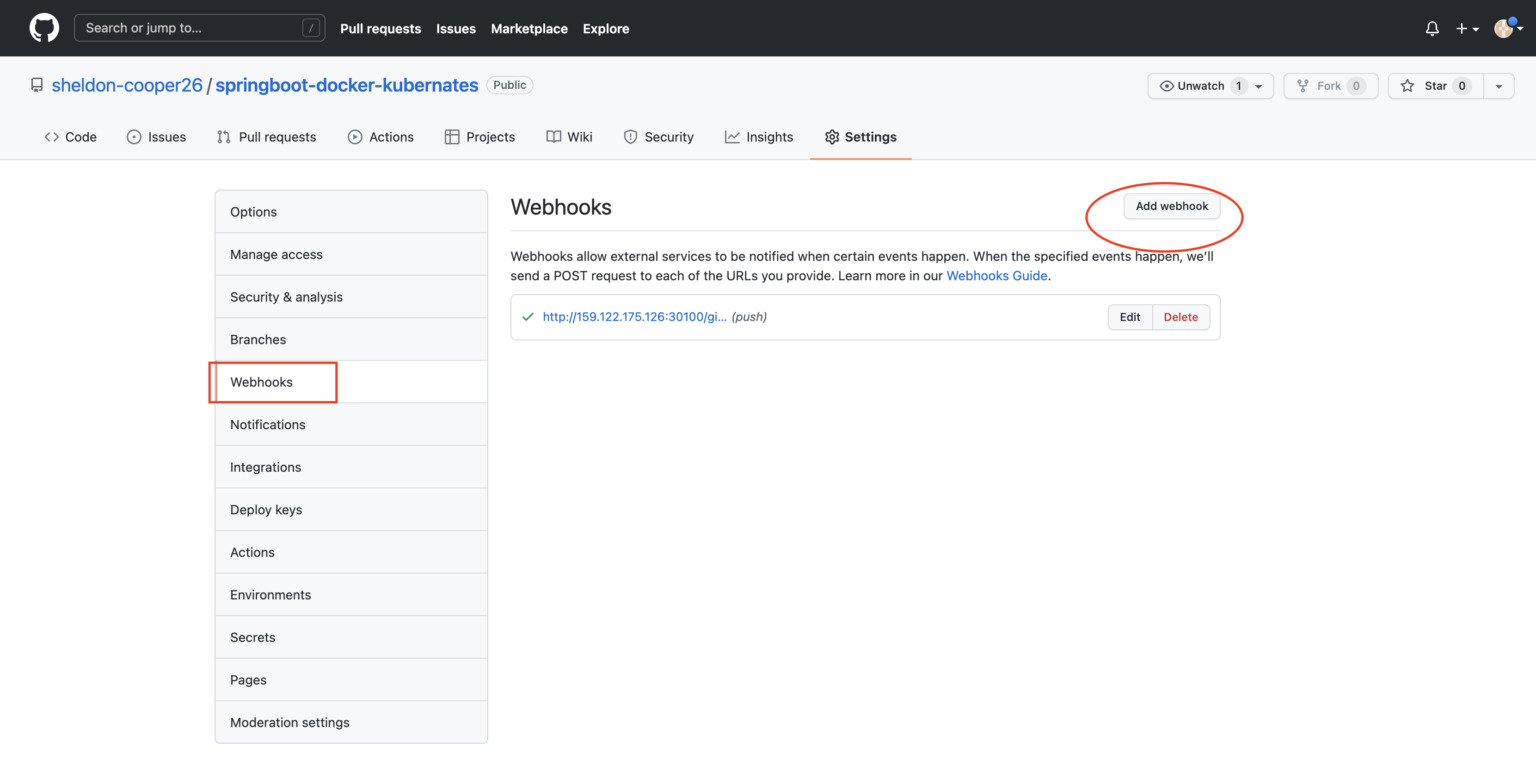 Search or jump to... /
Pull requests Issues Marketplace Explore
sheldon-cooper26 / springboot-docker-kubernates Public
Unwatch 1 Fork 0 Star 0
Code Issues Pull requests Actions Projects Wiki Security Insights Settings
Options
Manage access
Security & analysis
Branches
Webhooks
Notifications
Integrations
Deploy keys
Actions
Environments
Secrets
Pages
Moderation settings
Webhooks
Add webhook
Webhooks allow external services to be notified when certain events happen. When the specified events happen, we'll
send a POST request to each of the URLs you provide. Learn more in our Webhooks Guide.
http://159.122.175.126:30100/gi... (push)
Edit Delete